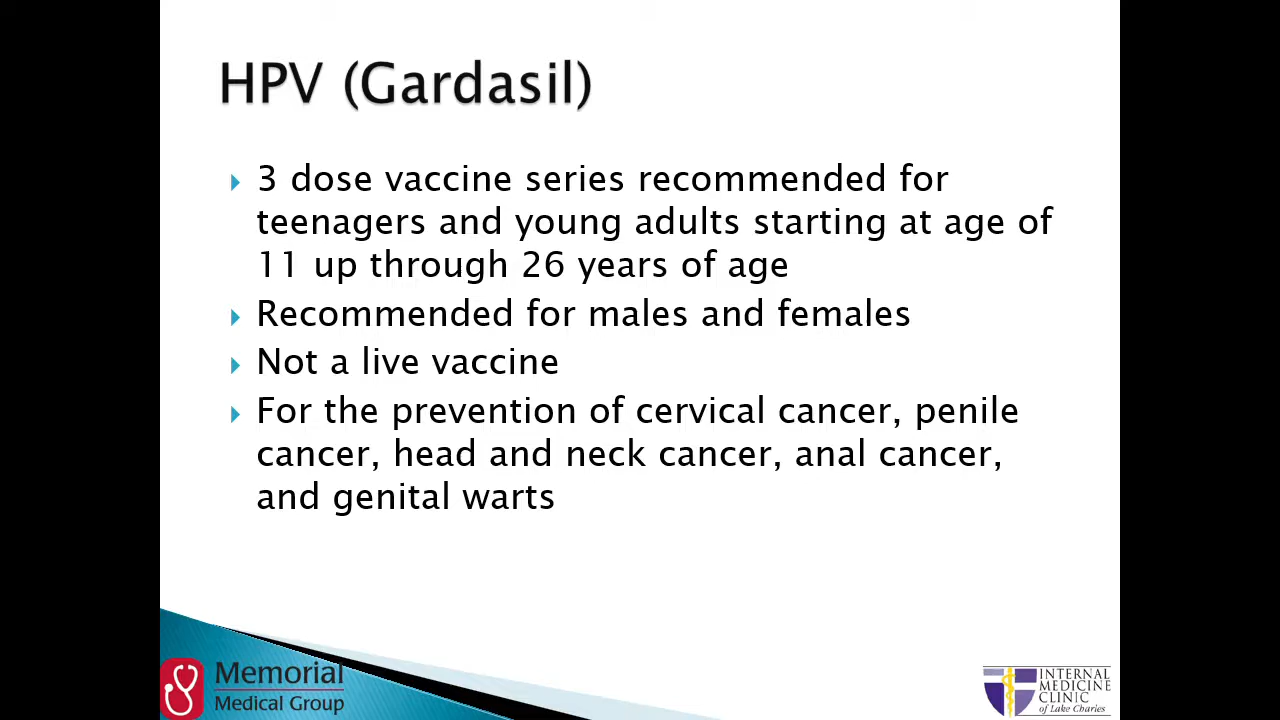 HPV (Gardasil)
3 dose vaccine series recommended for
teenagers and young adults starting at age of
11 up through 26 years of age
Recommended for males and females
Not a live vaccine
For the prevention of cervical cancer, penile
cancer, head and neck cancer, anal cancer,
and genital warts
Memorial
Medical Group
INTERNAL
MEDICINE
CLINIC
of Lake Charles